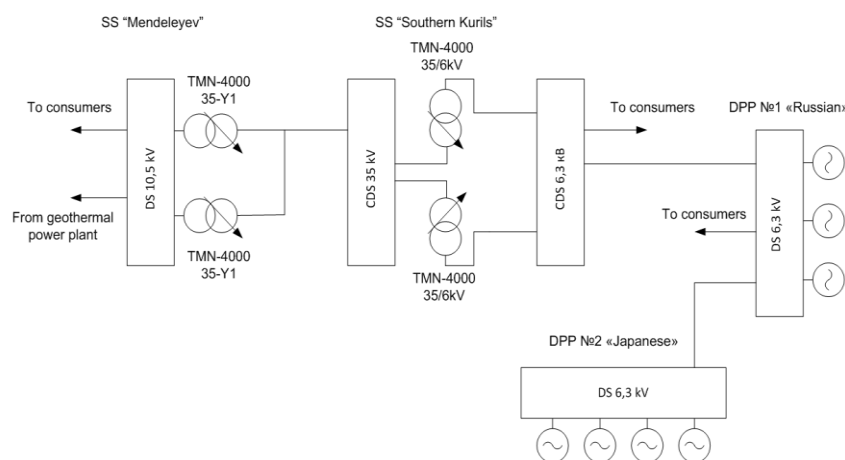 SS “Mendeleyev”
SS “Southern Kurils”
TMN-4000
35-Y1
TMN-4000
35/6kV
To consumers
DS 10,5 kV
From geothermal
power plant
TMN-4000
35-Y1
CDS 35 kV
TMN-4000
35/6kV
CDS 6,3 кВ
To consumers
DPP №1 «Russian»
To consumers
DS 6,3 kV
DPP №2 «Japanese»
DS 6,3 kV